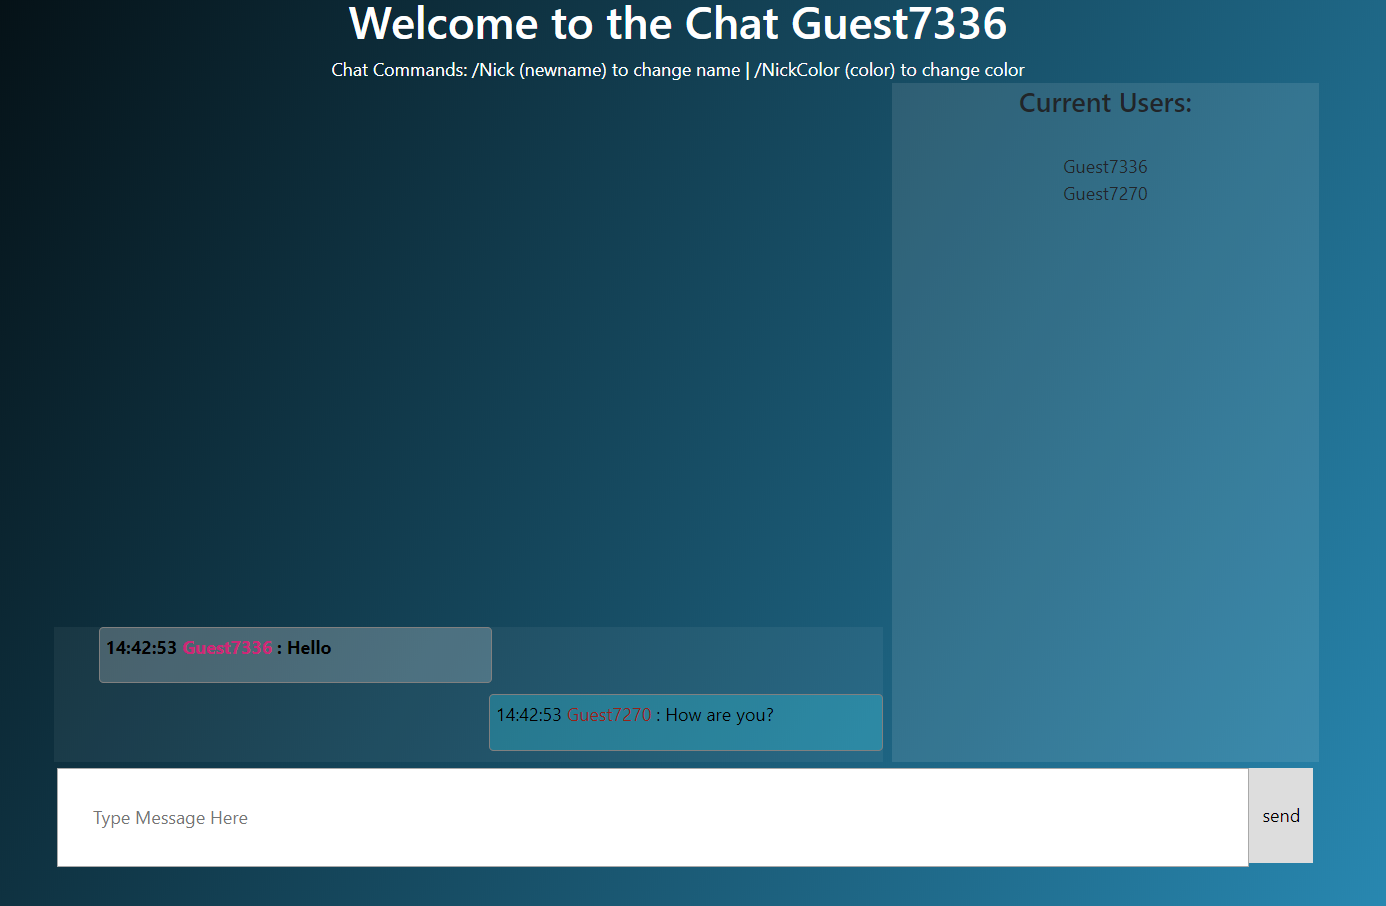 Welcome to the Chat Guest7336
Chat Commands: /Nick (newname) to change name | /NickColor (color) to change color
Current Users:
Guest7336
Guest7270
14:42:53 Guest7336 : Hello
14:42:53 Guest7270 : How are you?
Type Message Here
send